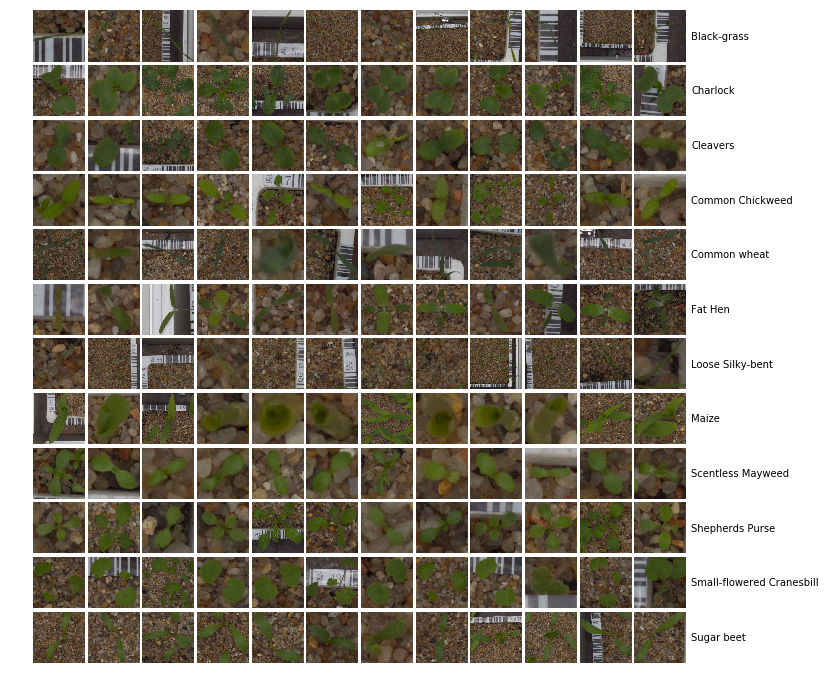 Black-grass
Charlock
Cleavers
Common Chickweed
Common wheat
Fat Hen
Loose Silky-bent
Maize
Scentless Mayweed
Shepherds Purse
Small-flowered Cranesbill
Sugar beet